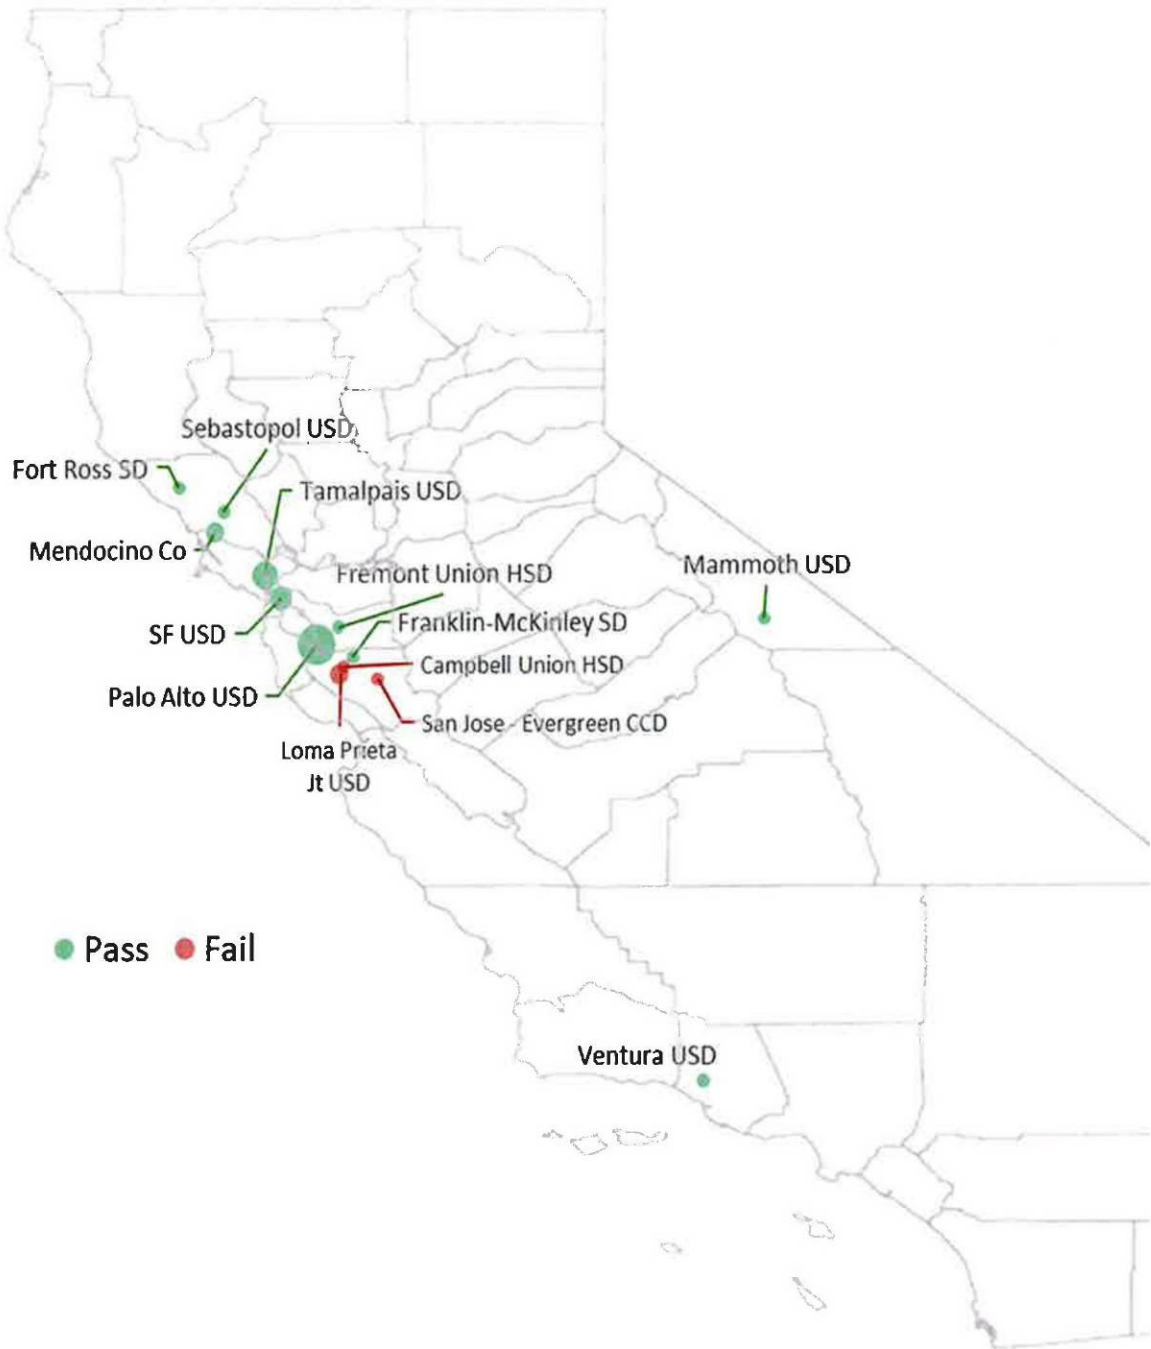 Sebastopol USD
Fort Ross SD
Tamalpais USD
Mendocino Co
Fremont Union HSD
Mammoth USD
SF USD
Franklin-McKinley SD
Campbell Union HSD
Palo Alto USD
San Jose - Evergreen CCD
Loma Prieta
Jt USD
Pass
Fail
Ventura USD